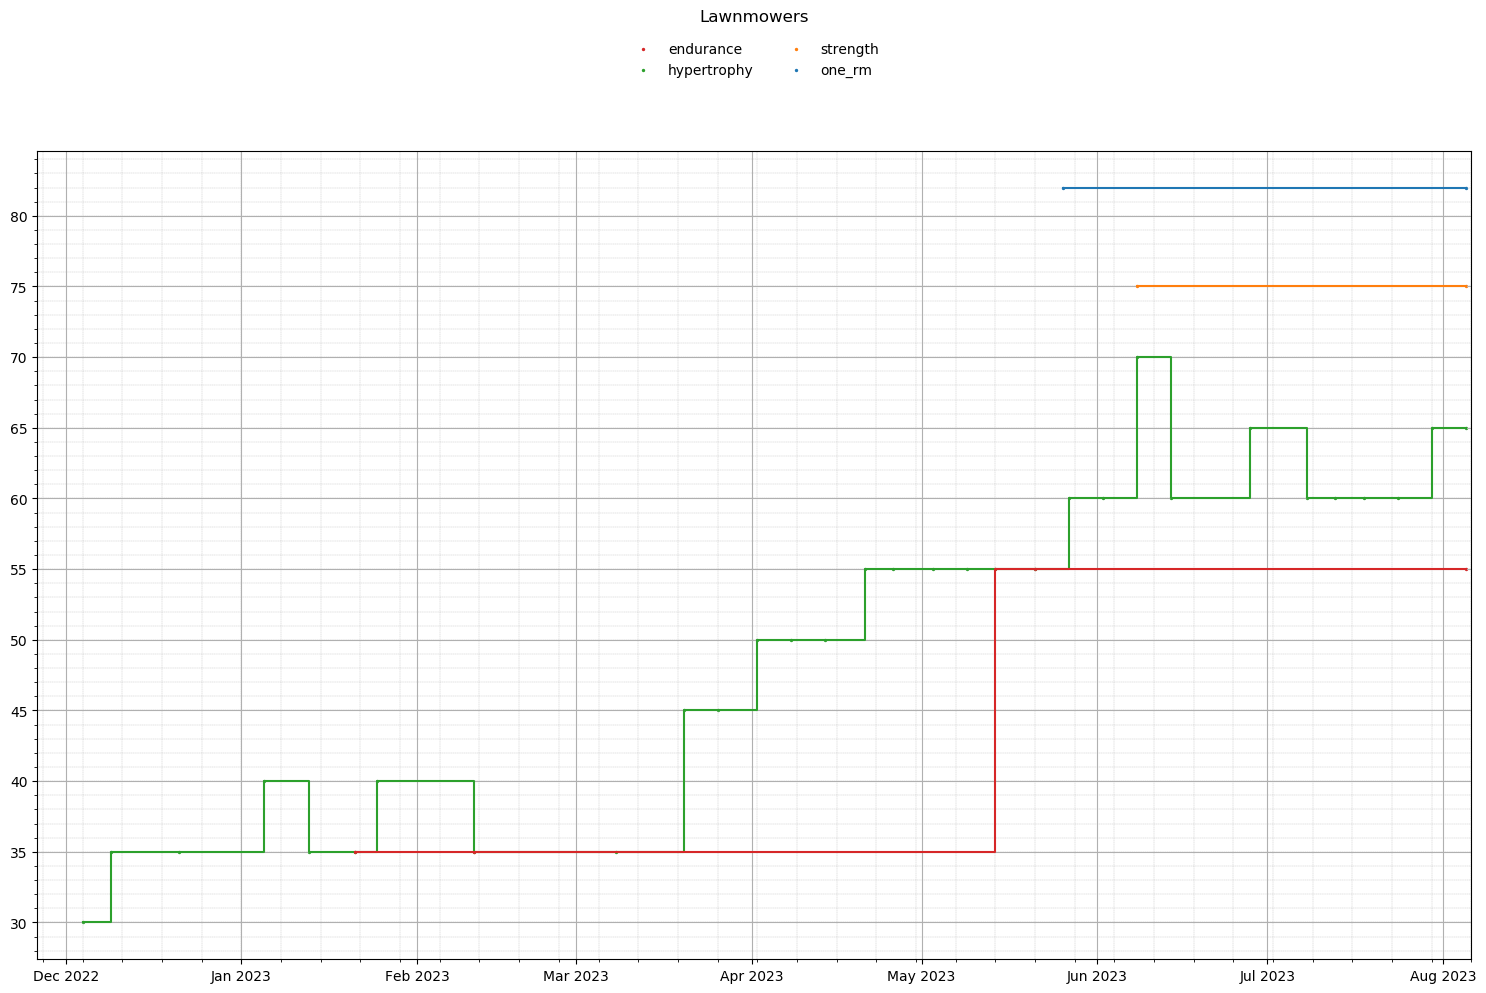 Lawnmowers
endurance
strength
hypertrophy
one_rm
80
75
70
65
60
55
50
45
40
35
30
Dec 2022
Jan 2023
Feb 2023
Mar 2023
Apr 2023
May 2023
Jun 2023
Jul 2023
Aug 2023